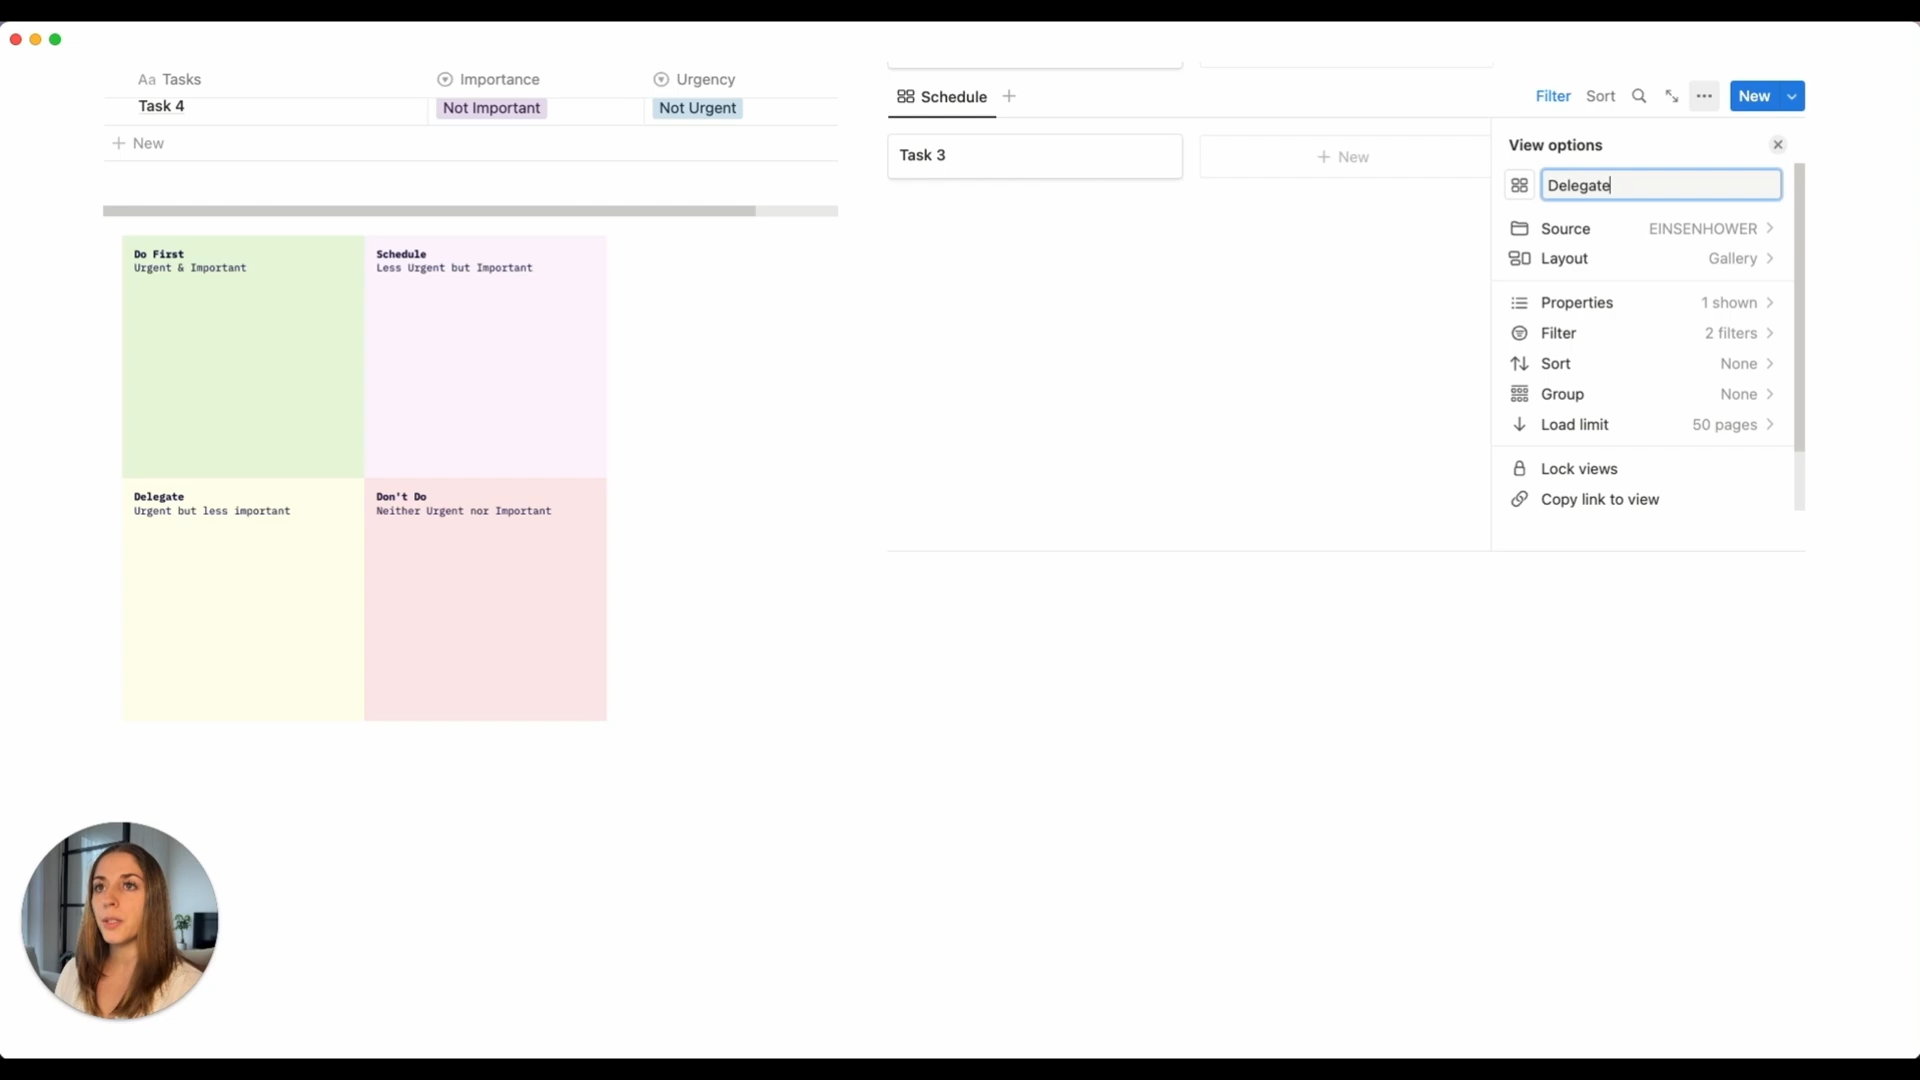 Aa Tasks Importance Urgency
Task 4 Not Important Not Urgent
+ New
Do First
Urgent & Important
Schedule
Less Urgent but Important
Delegate
Urgent but less important
Don't Do
Neither Urgent nor Important
Schedule + Filter Sort New
Task 3
+ New
View options
Delegate
Source EINSENHOWER
Layout Gallery
Properties 1 shown
Filter 2 filters
Sort None
Group None
Load limit 50 pages
Lock views
Copy link to view